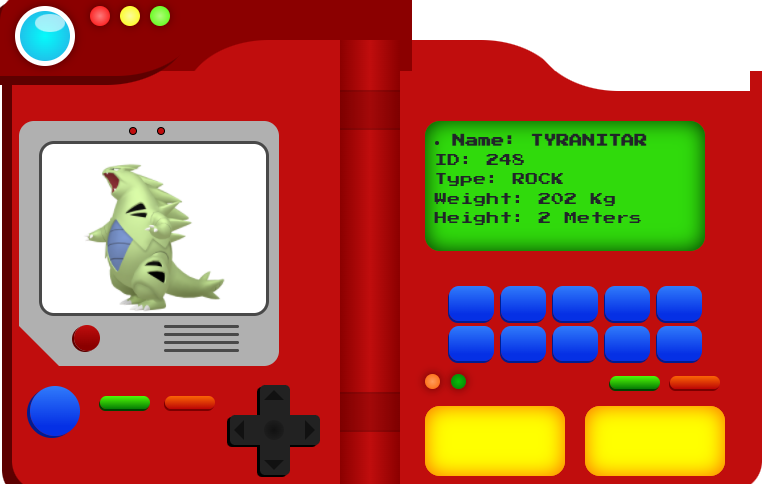 . Name: TYRANITAR
ID: 248
Type: ROCK
Weight: 202 Kg
Height: 2 Meters